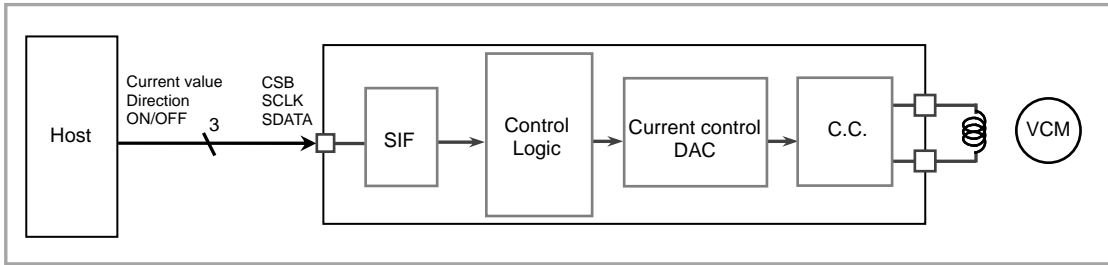 Host
Current value
Direction
ON/OFF
3
CSB
SCLK
SDATA
SIF
Control
Logic
Current control
DAC
C.C.
VCM